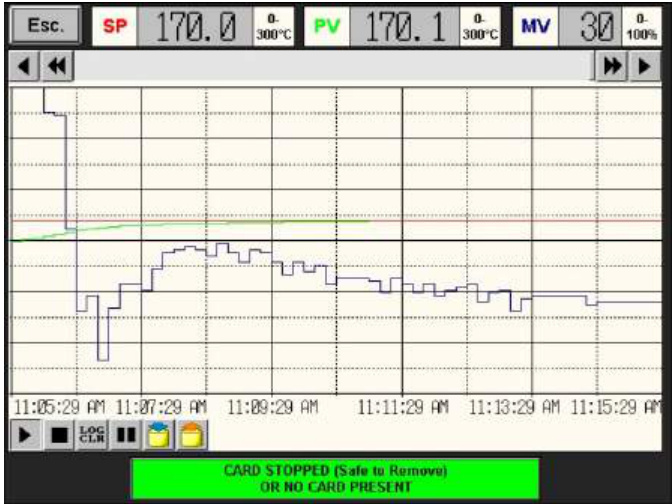 Esc. SP 170.0 0-300°C PV 170.1 0-300°C MV 30 0-100%
11:05:29 AM 11:07:29 AM 11:09:29 AM 11:11:29 AM 11:13:29 AM 11:15:29 AM
LOG
CLR
CARD STOPPED (Safe to Remove)
OR NO CARD PRESENT